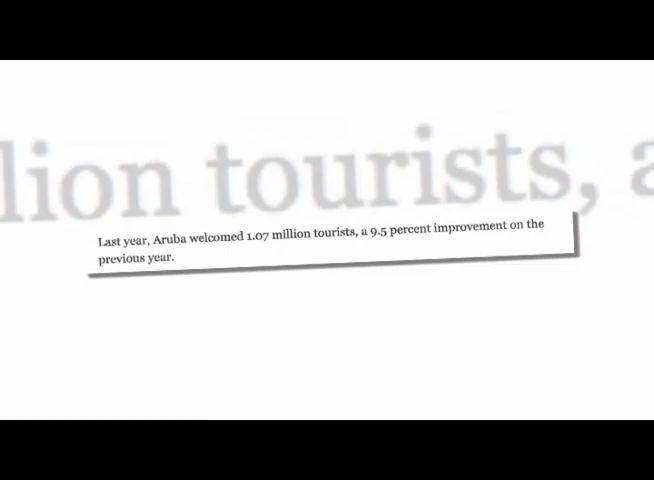 lion tourists, a
Last year, Aruba welcomed 1.07 million tourists, a 9.5 percent improvement on the
previous year.